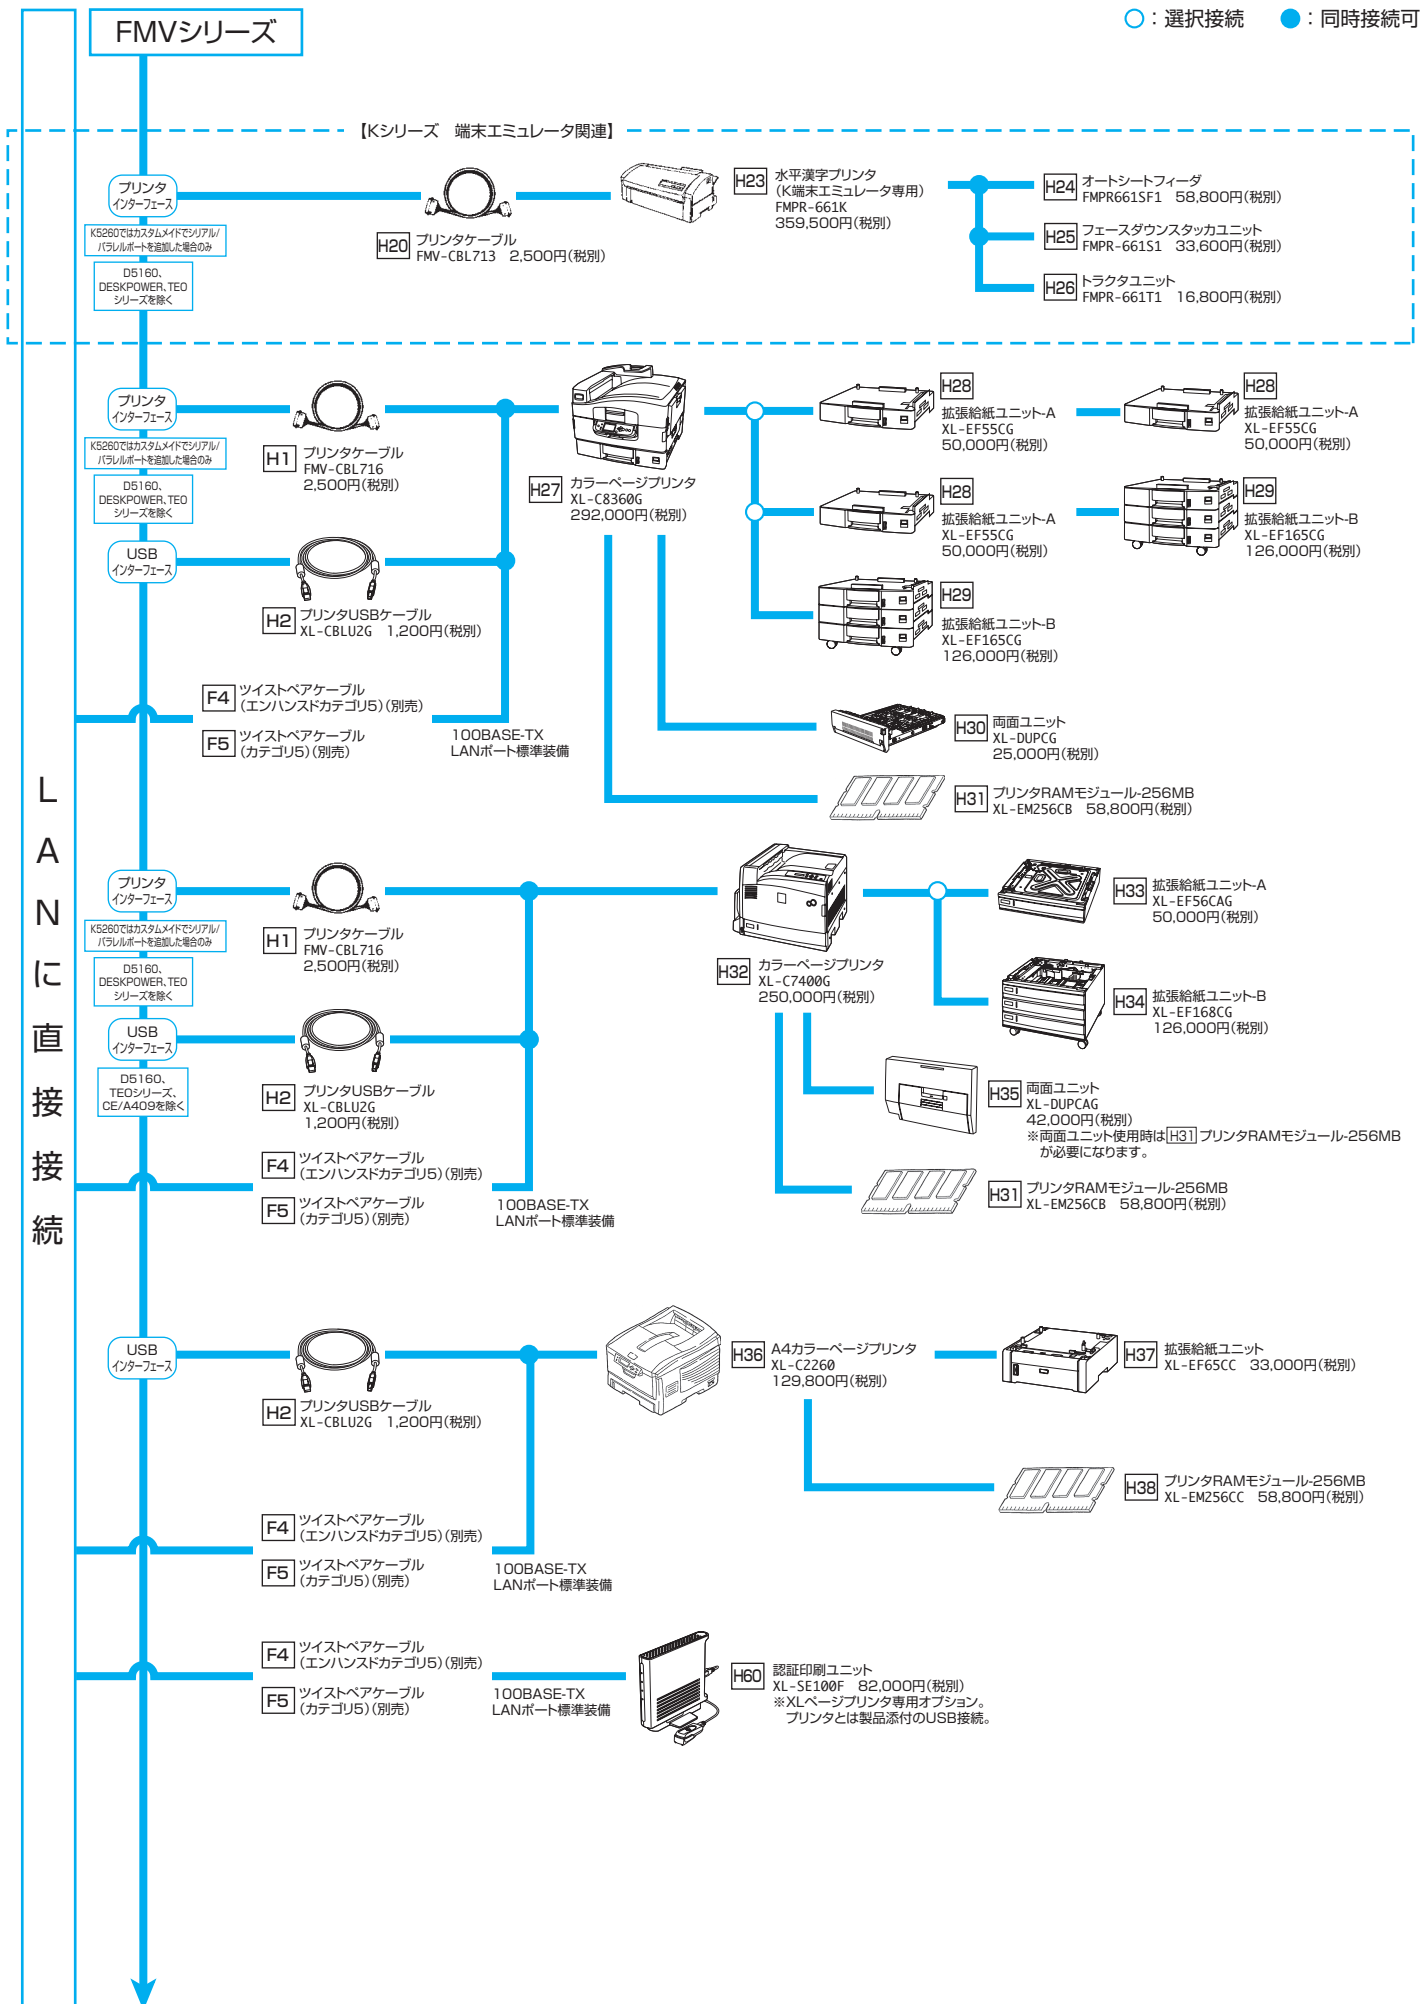 FMVシリーズ
○：選択接続　●：同時接続可
【Kシリーズ　端末エミュレータ関連】
プリンタ
インターフェース
K5260ではカスタムメイドでシリアル/
パラレルポートを追加した場合のみ
D5160、
DESKPOWER、TEO
シリーズを除く
H20 プリンタケーブル
FMV-CBL713　2,500円(税別)
H23 水平漢字プリンタ
(K端末エミュレータ専用)
FMPR-661K
359,500円(税別)
H24 オートシートフィーダ
FMPR661SF1　58,800円(税別)
H25 フェースダウンスタッカユニット
FMPR-661S1　33,600円(税別)
H26 トラクタユニット
FMPR-661T1　16,800円(税別)
プリンタ
インターフェース
K5260ではカスタムメイドでシリアル/
パラレルポートを追加した場合のみ
D5160、
DESKPOWER、TEO
シリーズを除く
USB
インターフェース
H1 プリンタケーブル
FMV-CBL716
2,500円(税別)
H2 プリンタUSBケーブル
XL-CBLU2G　1,200円(税別)
F4 ツイストペアケーブル
(エンハンスドカテゴリ5)(別売)
F5 ツイストペアケーブル
(カテゴリ5)(別売)
100BASE-TX
LANポート標準装備
H27 カラーページプリンタ
XL-C8360G
292,000円(税別)
H28
拡張給紙ユニット-A
XL-EF55CG
50,000円(税別)
H28
拡張給紙ユニット-A
XL-EF55CG
50,000円(税別)
H28
拡張給紙ユニット-A
XL-EF55CG
50,000円(税別)
H29
拡張給紙ユニット-B
XL-EF165CG
126,000円(税別)
H29
拡張給紙ユニット-B
XL-EF165CG
126,000円(税別)
H30 両面ユニット
XL-DUPCG
25,000円(税別)
H31 プリンタRAMモジュール-256MB
XL-EM256CB　58,800円(税別)
LANに直接接続
プリンタ
インターフェース
K5260ではカスタムメイドでシリアル/
パラレルポートを追加した場合のみ
D5160、
DESKPOWER、TEO
シリーズを除く
USB
インターフェース
D5160、
TEOシリーズ、
CE/A409を除く
H1 プリンタケーブル
FMV-CBL716
2,500円(税別)
H2 プリンタUSBケーブル
XL-CBLU2G
1,200円(税別)
F4 ツイストペアケーブル
(エンハンスドカテゴリ5)(別売)
F5 ツイストペアケーブル
(カテゴリ5)(別売)
100BASE-TX
LANポート標準装備
H32 カラーページプリンタ
XL-C7400G
250,000円(税別)
H33 拡張給紙ユニット-A
XL-EF56CAG
50,000円(税別)
H34 拡張給紙ユニット-B
XL-EF168CG
126,000円(税別)
H35 両面ユニット
XL-DUPCAG
42,000円(税別)
※両面ユニット使用時はH31プリンタRAMモジュール-256MB
が必要になります。
H31 プリンタRAMモジュール-256MB
XL-EM256CB　58,800円(税別)
USB
インターフェース
H2 プリンタUSBケーブル
XL-CBLU2G　1,200円(税別)
F4 ツイストペアケーブル
(エンハンスドカテゴリ5)(別売)
F5 ツイストペアケーブル
(カテゴリ5)(別売)
100BASE-TX
LANポート標準装備
H36 A4カラーページプリンタ
XL-C2260
129,800円(税別)
H37 拡張給紙ユニット
XL-EF65CC　33,000円(税別)
H38 プリンタRAMモジュール-256MB
XL-EM256CC　58,800円(税別)
F4 ツイストペアケーブル
(エンハンスドカテゴリ5)(別売)
F5 ツイストペアケーブル
(カテゴリ5)(別売)
100BASE-TX
LANポート標準装備
H60 認証印刷ユニット
XL-SE100F　82,000円(税別)
※XLページプリンタ専用オプション。
プリンタとは製品添付のUSB接続。